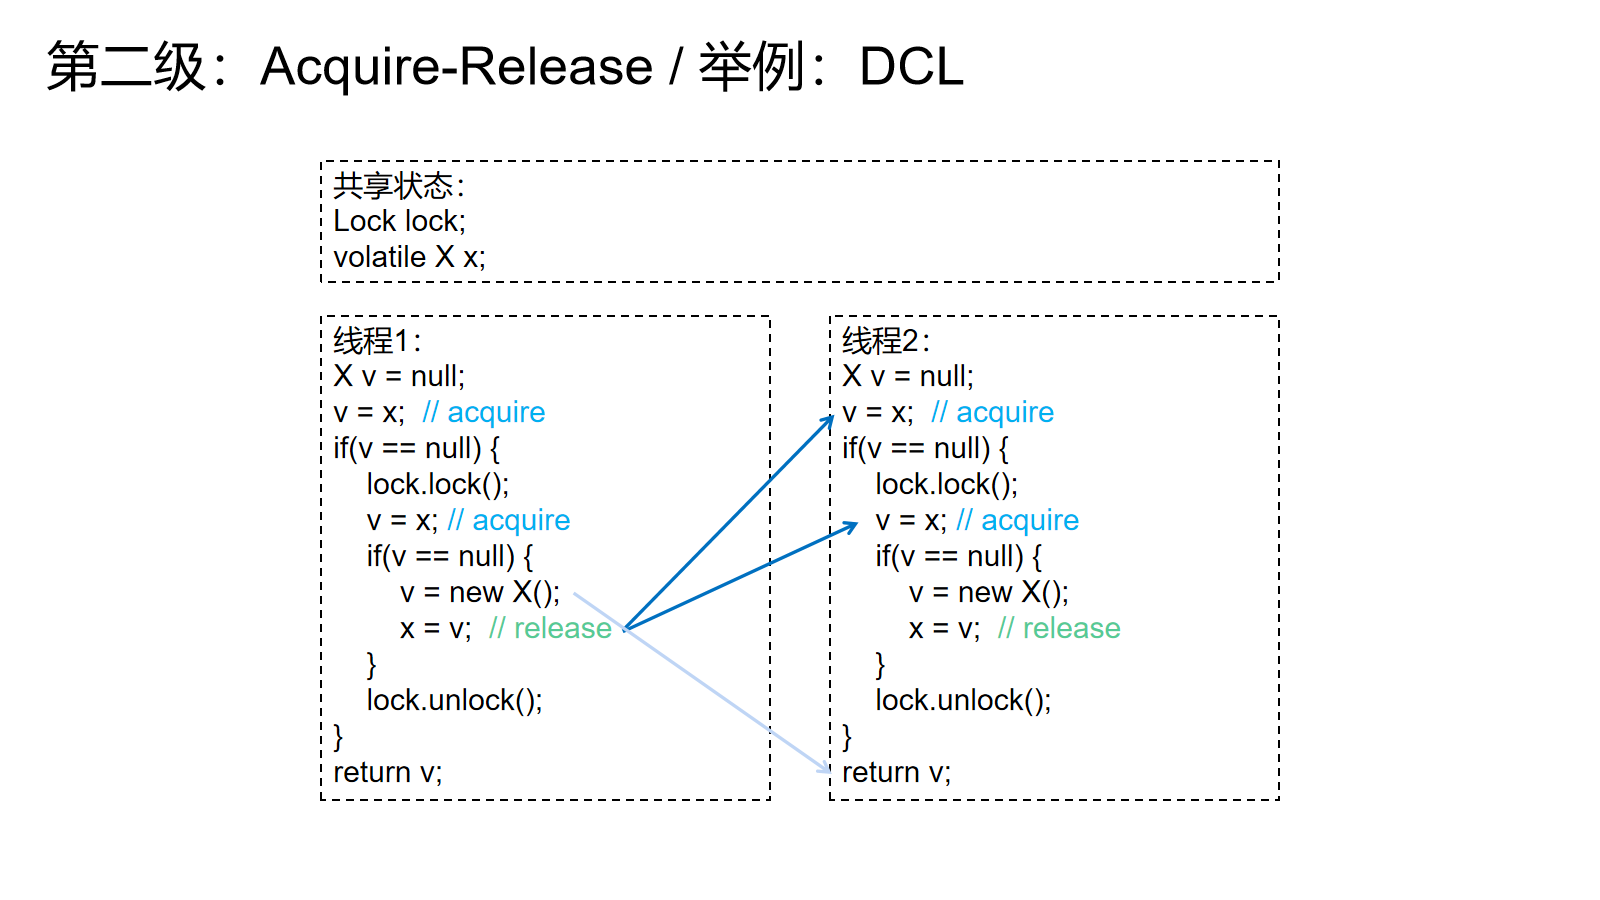 第二级：Acquire-Release / 举例：DCL
共享状态：
Lock lock;
volatile X x;
线程1：
X v = null;
v = x;  // acquire
if(v == null) {
    lock.lock();
    v = x; // acquire
    if(v == null) {
        v = new X();
        x = v;  // release
    }
    lock.unlock();
}
return v;
线程2：
X v = null;
v = x;  // acquire
if(v == null) {
    lock.lock();
    v = x; // acquire
    if(v == null) {
        v = new X();
        x = v;  // release
    }
    lock.unlock();
}
return v;